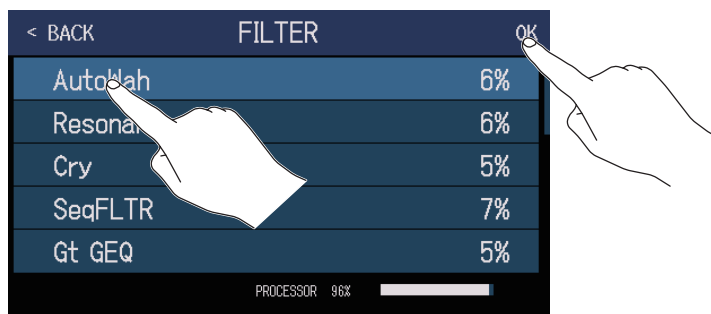 < BACK FILTER OK
AutoWah 6%
6%
Cry 5%
SeqFLTR 7%
Gt GEQ 5%
PROCESSOR 96%